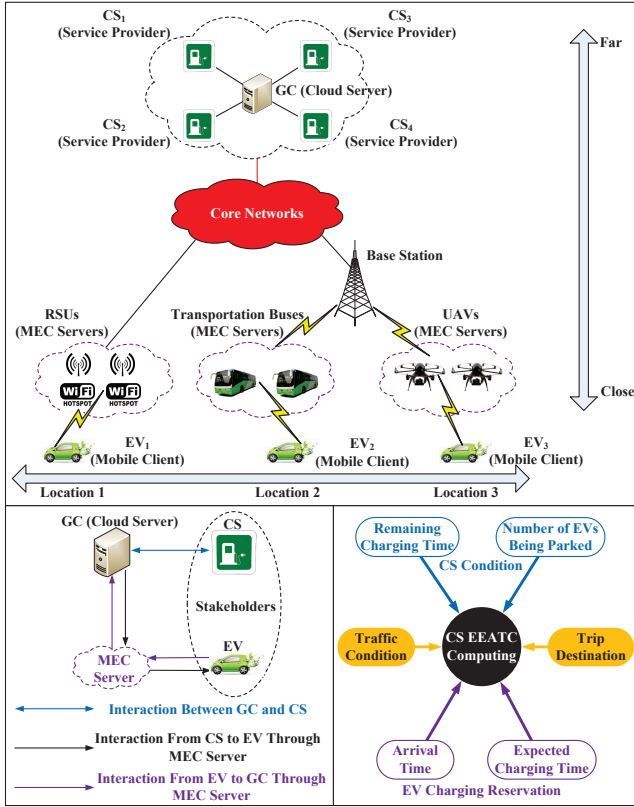 CS1
(Service Provider)
CS3
(Service Provider)
Far
GC (Cloud Server)
CS2
(Service Provider)
CS4
(Service Provider)
Core Networks
Base Station
RSUs
(MEC Servers)
Transportation Buses
(MEC Servers)
UAVs
(MEC Servers)
WiFi
HOTSPOT
WiFi
HOTSPOT
Close
EV1
(Mobile Client)
EV2
(Mobile Client)
EV3
(Mobile Client)
Location 1
Location 2
Location 3
GC (Cloud Server)
CS
Stakeholders
EV
MEC
Server
Interaction Between GC and CS
Interaction From CS to EV Through
MEC Server
Interaction From EV to GC Through
MEC Server
Remaining
Charging Time
Number of EVs
Being Parked
CS Condition
Traffic
Condition
CS EEATC
Computing
Trip
Destination
Arrival
Time
Expected
Charging Time
EV Charging Reservation